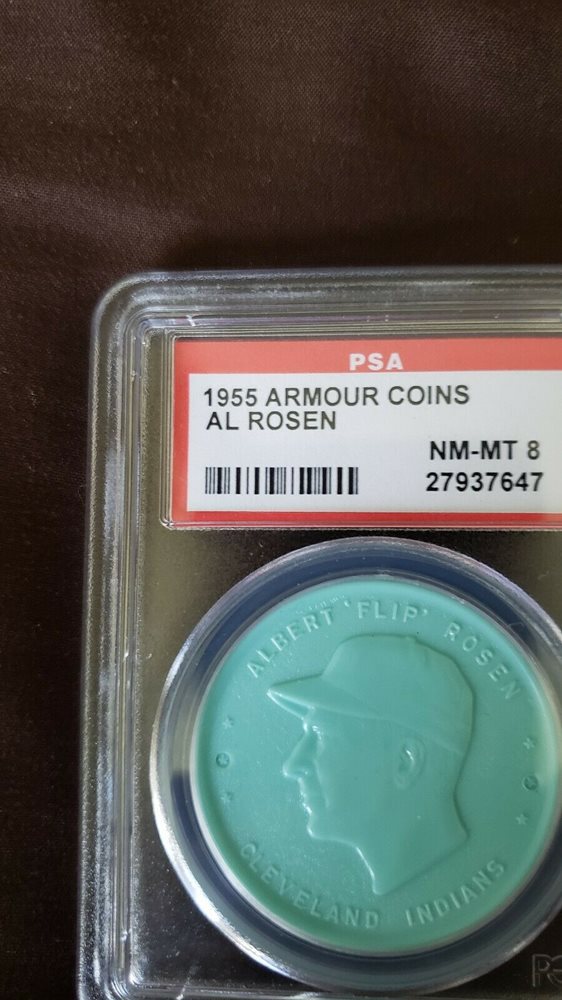 PSA
1955 ARMOUR COINS
AL ROSEN
NM-MT 8
27937647
ALBERT 'FLIP' ROSEN
CLEVELAND INDIANS